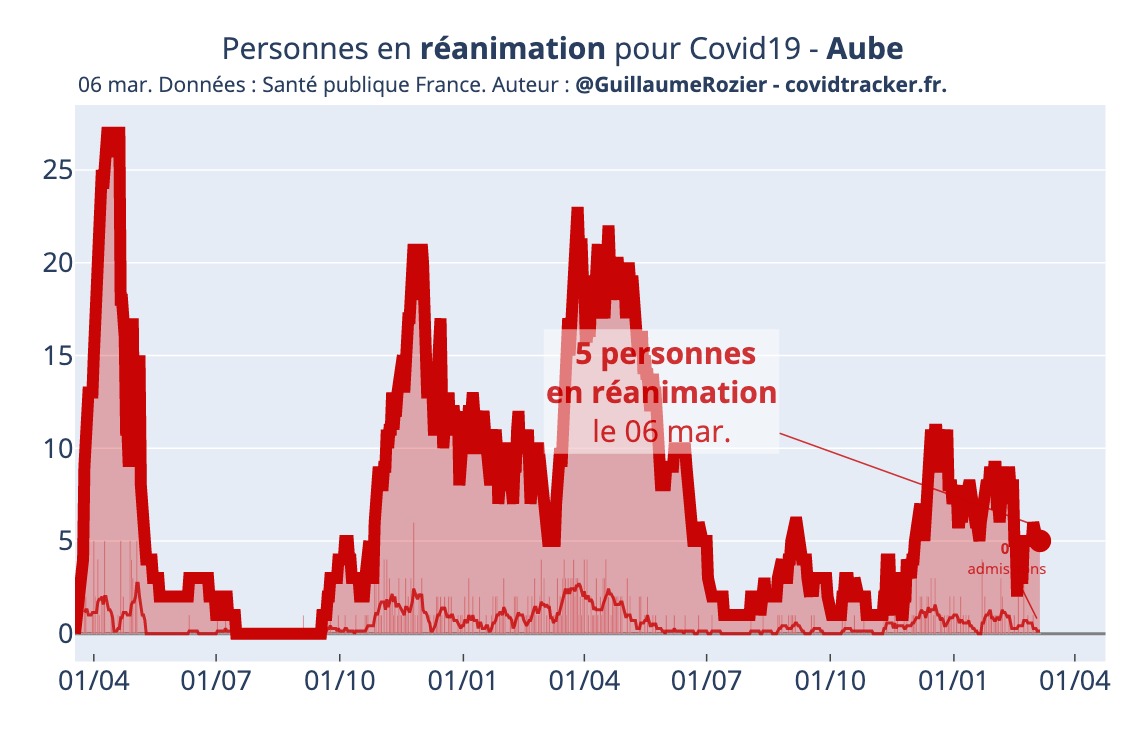 Personnes en réanimation pour Covid19 - Aube
06 mar. Données : Santé publique France. Auteur : @GuillaumeRozier - covidtracker.fr.
25
20
15
10
5
0
5 personnes
en réanimation
le 06 mar.
0
admissions
01/04 01/07 01/10 01/01 01/04 01/07 01/10 01/01 01/04